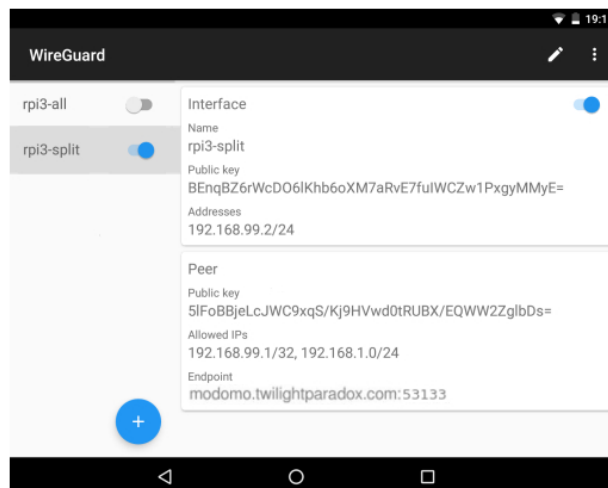 19:1
WireGuard
rpi3-all
rpi3-split
Interface
Name
rpi3-split
Public key
BEnqBZ6rWcDO6lKhb6oXM7aRvE7fuIWCZw1PxgyMMyE=
Addresses
192.168.99.2/24
Peer
Public key
5lFoBBjeLcJWC9xqS/Kj9HVwd0tRUBX/EQWW2ZglbDs=
Allowed IPs
192.168.99.1/32, 192.168.1.0/24
Endpoint
modomo.twilightparadox.com:53133